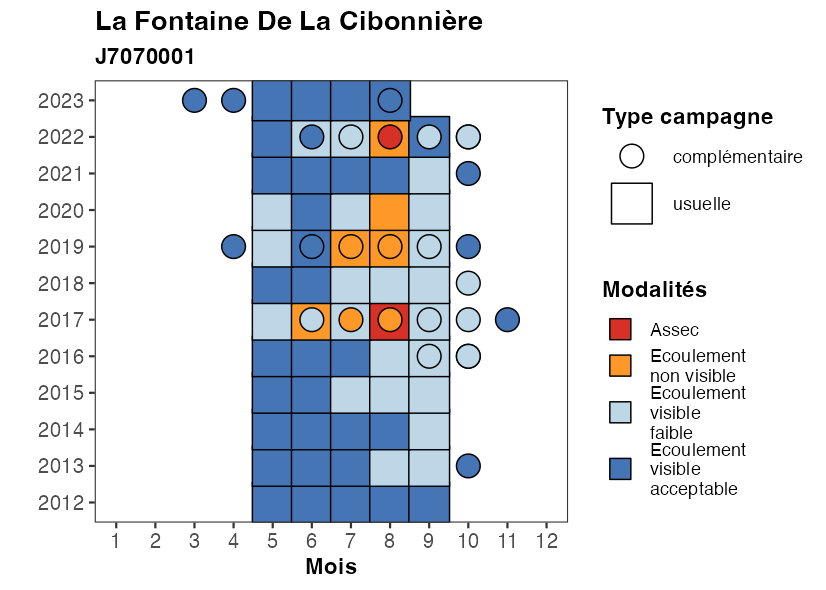 La Fontaine De La Cibonnière
J7070001
2023
2022
2021
2020
2019
2018
2017
2016
2015
2014
2013
2012
1 2 3 4 5 6 7 8 9 10 11 12
Mois
Type campagne
complémentaire
usuelle
Modalités
Assec
Ecoulement
non visible
Ecoulement
visible
faible
Ecoulement
visible
acceptable